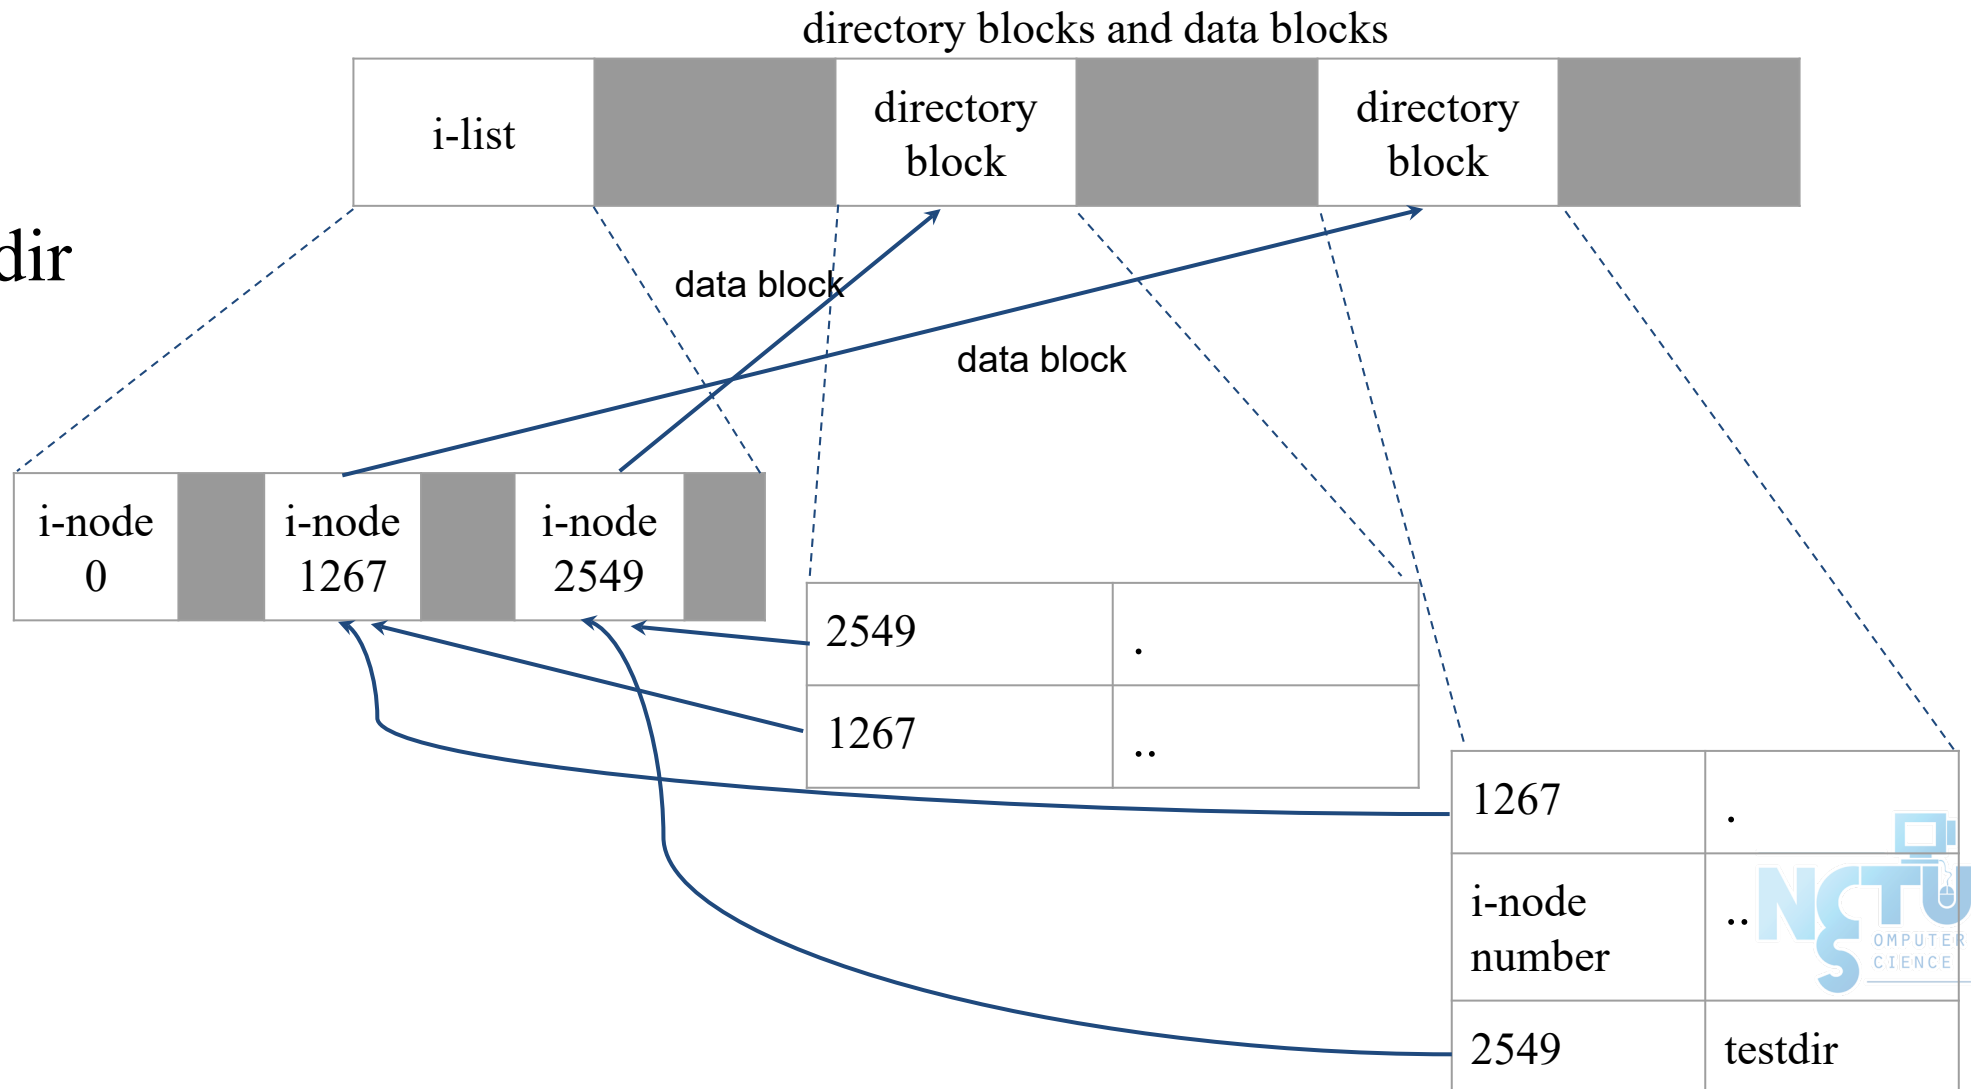 directory blocks and data blocks
i-list
directory
block
directory
block
dir
data block
data block
i-node
0
i-node
1267
i-node
2549
2549 .
1267 ..
1267 .
i-node
number
..
2549 testdir
NCTU
OMPUTER
CIENCE
S